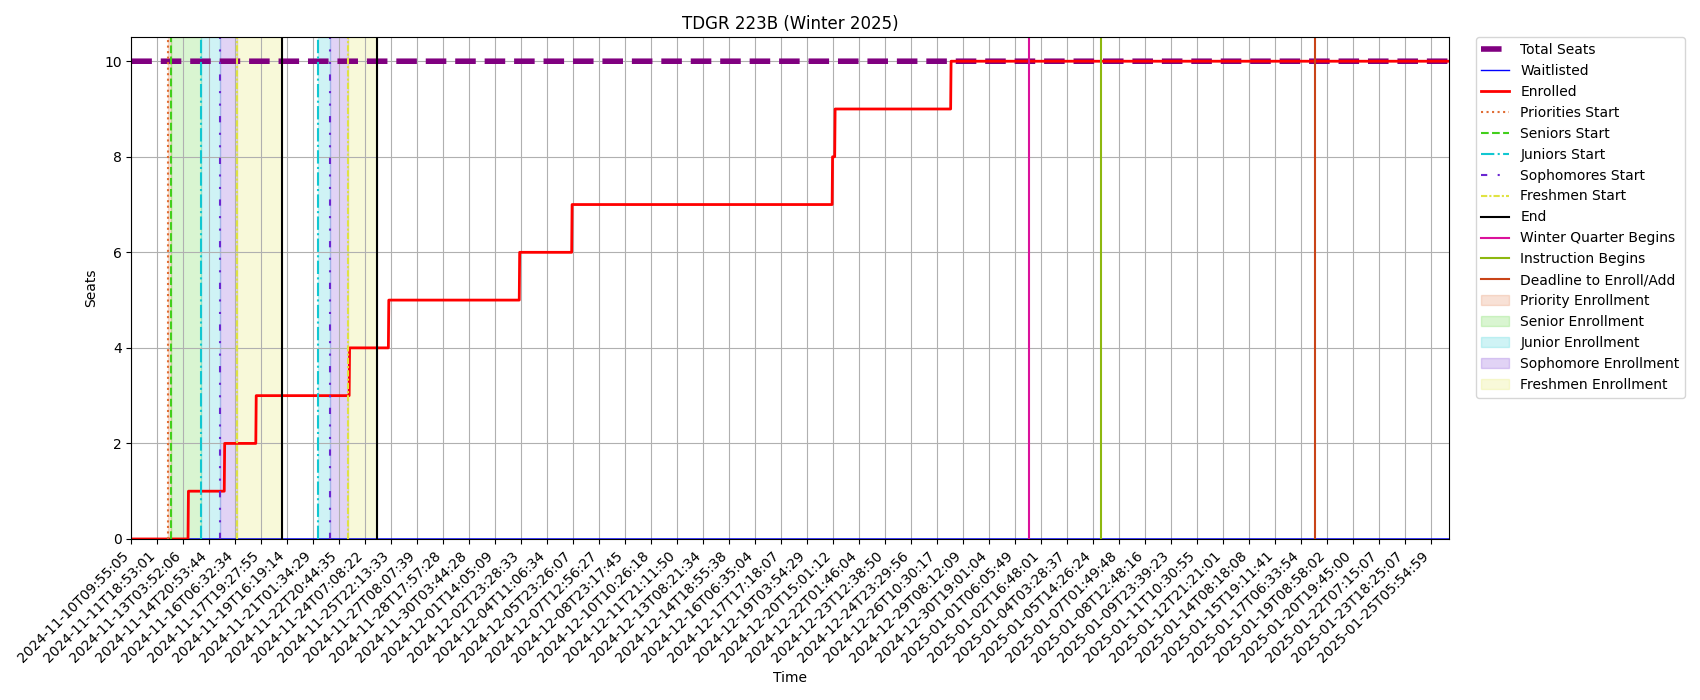 TDGR 223B (Winter 2025)
10
8
6
4
2
0
Seats
2024-11-10T09:55:05
2024-11-11T18:53:01
2024-11-13T03:52:06
2024-11-14T20:53:44
2024-11-16T06:32:34
2024-11-17T19:27:55
2024-11-19T16:19:14
2024-11-21T01:34:29
2024-11-22T20:44:35
2024-11-24T07:08:22
2024-11-25T22:13:33
2024-11-27T08:07:39
2024-11-28T17:57:28
2024-11-30T03:44:28
2024-12-01T14:05:09
2024-12-02T23:28:33
2024-12-04T11:06:34
2024-12-05T23:26:07
2024-12-07T12:56:27
2024-12-08T23:17:45
2024-12-10T10:26:18
2024-12-11T21:11:50
2024-12-13T08:21:34
2024-12-14T18:55:38
2024-12-16T06:35:04
2024-12-17T17:18:07
2024-12-19T03:54:29
2024-12-20T15:01:12
2024-12-22T01:46:04
2024-12-23T12:38:50
2024-12-24T23:29:56
2024-12-26T10:30:17
2024-12-29T08:12:09
2024-12-30T19:01:04
2025-01-01T06:05:49
2025-01-02T16:48:01
2025-01-04T03:28:37
2025-01-05T14:26:24
2025-01-07T01:49:48
2025-01-08T12:48:16
2025-01-09T23:39:23
2025-01-11T10:30:55
2025-01-12T21:21:01
2025-01-14T08:18:08
2025-01-15T19:11:41
2025-01-17T06:33:54
2025-01-19T08:58:02
2025-01-20T19:45:00
2025-01-22T07:15:07
2025-01-23T18:25:07
2025-01-25T05:54:59
Time
Total Seats
Waitlisted
Enrolled
Priorities Start
Seniors Start
Juniors Start
Sophomores Start
Freshmen Start
End
Winter Quarter Begins
Instruction Begins
Deadline to Enroll/Add
Priority Enrollment
Senior Enrollment
Junior Enrollment
Sophomore Enrollment
Freshmen Enrollment